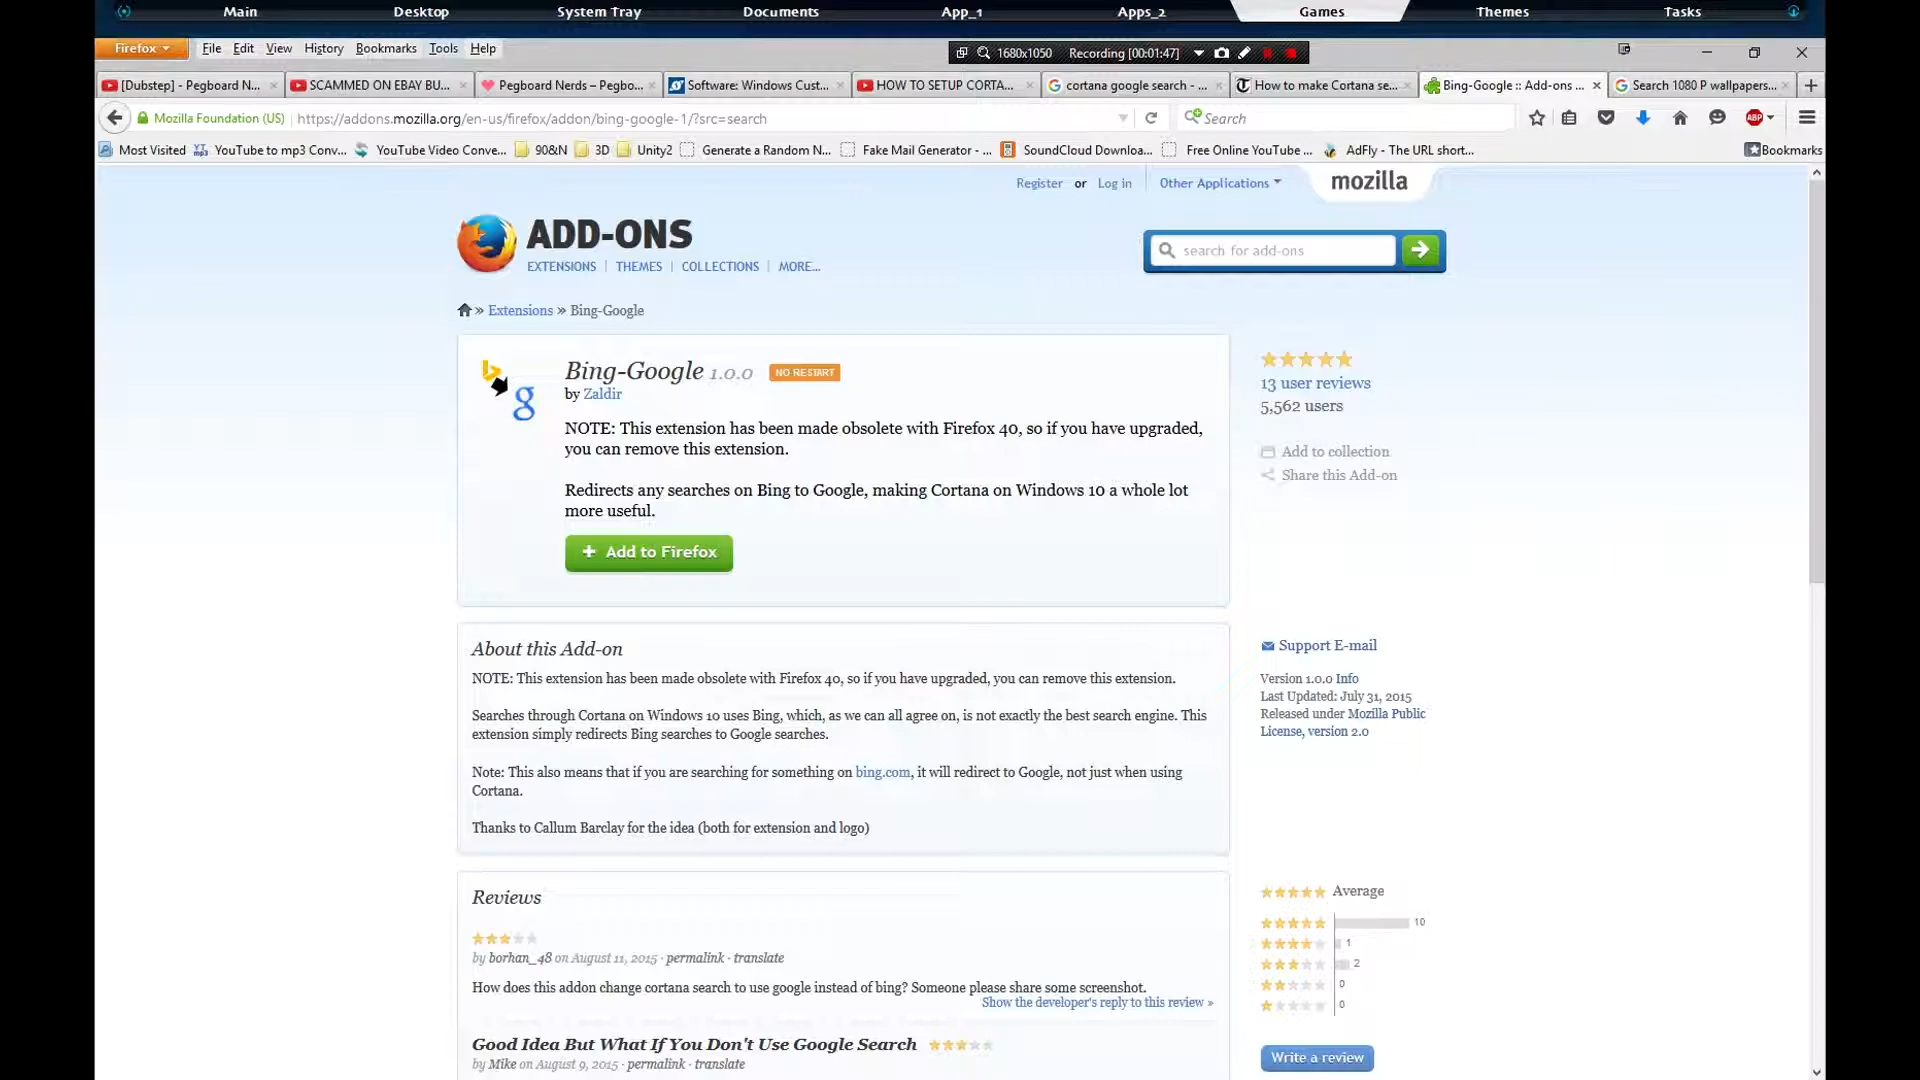 Main Desktop System Tray Documents App_1 Apps_2 Games Themes Tasks
Firefox File Edit View History Bookmarks Tools Help
1680x1050 Recording [00:01:47]
[Dubstep] - Pegboard N... SCAMMED ON EBAY BU... Pegboard Nerds – Pegbo... Software: Windows Cust... HOW TO SETUP CORTA... cortana google search - ... How to make Cortana se... Bing-Google :: Add-ons ... Search 1080 P wallpapers...
Mozilla Foundation (US) https://addons.mozilla.org/en-us/firefox/addon/bing-google-1/?src=search Search ABP
Most Visited YouTube to mp3 Conv... YouTube Video Conve... 90&N 3D Unity2 Generate a Random N... Fake Mail Generator - ... SoundCloud Downloa... Free Online YouTube ... AdFly - The URL short... Bookmarks
Register or Log in Other Applications mozilla
ADD-ONS
EXTENSIONS THEMES COLLECTIONS MORE...
search for add-ons
» Extensions » Bing-Google
Bing-Google 1.0.0 NO RESTART
by Zaldir
NOTE: This extension has been made obsolete with Firefox 40, so if you have upgraded,
you can remove this extension.
Redirects any searches on Bing to Google, making Cortana on Windows 10 a whole lot
more useful.
+ Add to Firefox
13 user reviews
5,562 users
Add to collection
Share this Add-on
About this Add-on
NOTE: This extension has been made obsolete with Firefox 40, so if you have upgraded, you can remove this extension.
Searches through Cortana on Windows 10 uses Bing, which, as we can all agree on, is not exactly the best search engine. This
extension simply redirects Bing searches to Google searches.
Note: This also means that if you are searching for something on bing.com, it will redirect to Google, not just when using
Cortana.
Thanks to Callum Barclay for the idea (both for extension and logo)
Support E-mail
Version 1.0.0 Info
Last Updated: July 31, 2015
Released under Mozilla Public
License, version 2.0
Reviews
by borhan_48 on August 11, 2015 · permalink · translate
How does this addon change cortana search to use google instead of bing? Someone please share some screenshot.
Show the developer's reply to this review »
Good Idea But What If You Don't Use Google Search
by Mike on August 9, 2015 · permalink · translate
Average
10
1
2
0
0
Write a review